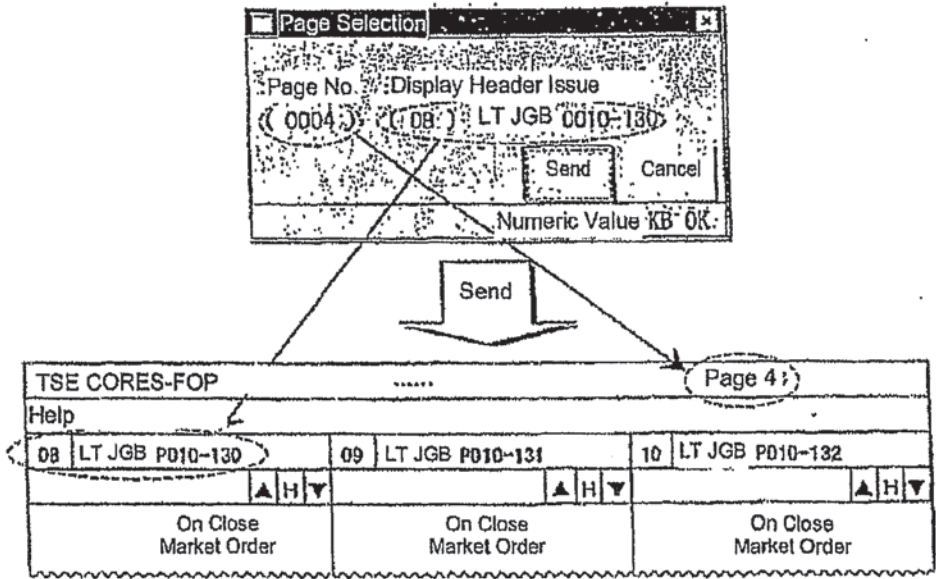 Page Selection
Page No. Display Header Issue
( 0004 ) ( 08 ) LT JGB 0010-130
Send Cancel
Numeric Value KB OK
Send
TSE CORES-FOP ...... Page 4
Help
08 LT JGB P010-130 09 LT JGB P010-131 10 LT JGB P010-132
▲ H ▼ ▲ H ▼ ▲ H ▼
On Close On Close On Close
Market Order Market Order Market Order